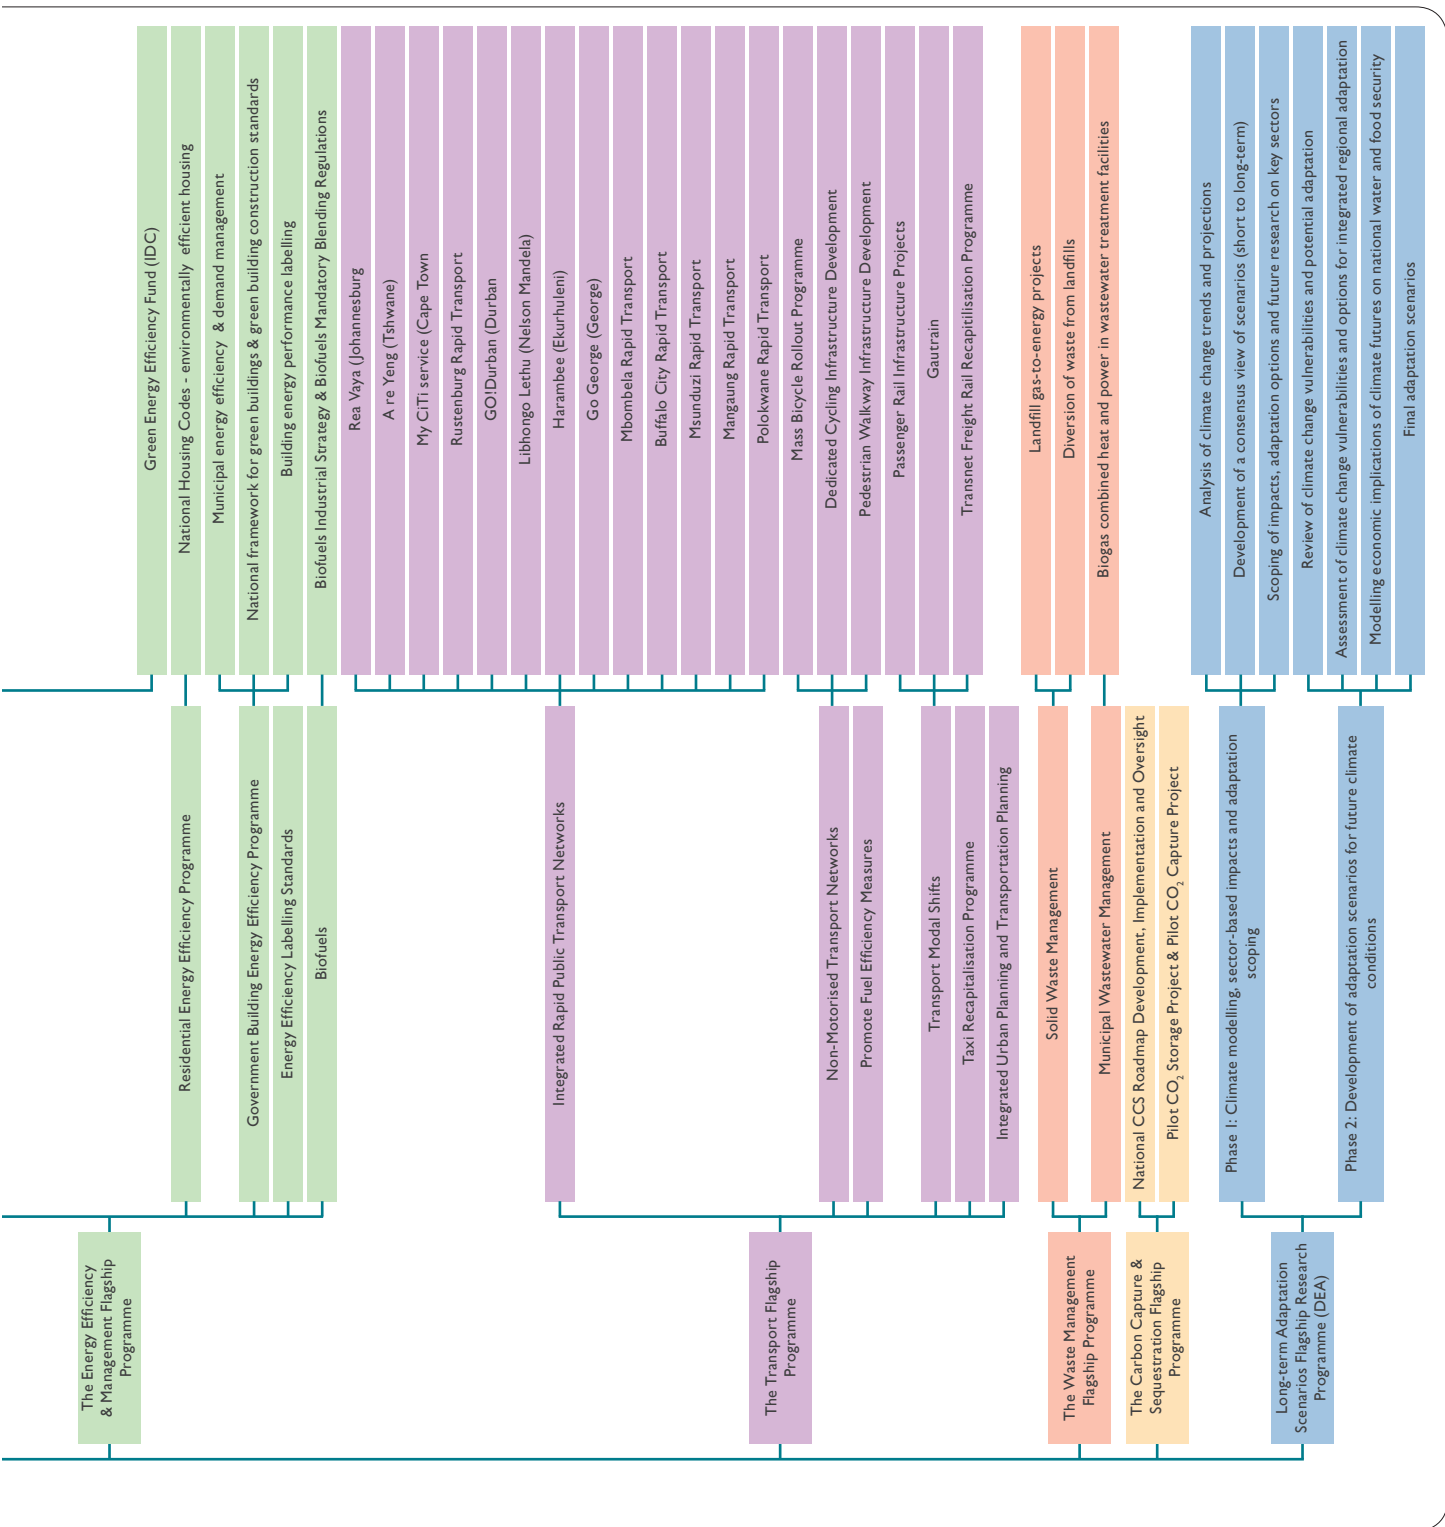 Green Energy Efficiency Fund (IDC)
National Housing Codes - environmentally efficient housing
Municipal energy efficiency & demand management
National framework for green buildings & green building construction standards
Building energy performance labelling
Biofuels Industrial Strategy & Biofuels Mandatory Blending Regulations
Rea Vaya (Johannesburg
A re Yeng (Tshwane)
My CiTi service (Cape Town
Rustenburg Rapid Transport
GO!Durban (Durban
Libhongo Lethu (Nelson Mandela)
Harambee (Ekurhuleni)
Go George (George)
Mbombela Rapid Transport
Buffalo City Rapid Transport
Msunduzi Rapid Transport
Mangaung Rapid Transport
Polokwane Rapid Transport
Mass Bicycle Rollout Programme
Dedicated Cycling Infrastructure Development
Pedestrian Walkway Infrastructure Development
Passenger Rail Infrastructure Projects
Gautrain
Transnet Freight Rail Recapitilisation Programme
Landfill gas-to-energy projects
Diversion of waste from landfills
Biogas combined heat and power in wastewater treatment facilities
Analysis of climate change trends and projections
Development of a consensus view of scenarios (short to long-term)
Scoping of impacts, adaptation options and future research on key sectors
Review of climate change vulnerabilities and potential adaptation
Assessment of climate change vulnerabilities and options for integrated regional adaptation
Modelling economic implications of climate futures on national water and food security
Final adaptation scenarios
Residential Energy Efficiency Programme
Government Building Energy Efficiency Programme
Energy Efficiency Labelling Standards
Biofuels
Integrated Rapid Public Transport Networks
Non-Motorised Transport Networks
Promote Fuel Efficiency Measures
Transport Modal Shifts
Taxi Recapitalisation Programme
Integrated Urban Planning and Transportation Planning
Solid Waste Management
Municipal Wastewater Management
National CCS Roadmap Development, Implementation and Oversight
Pilot CO₂ Storage Project & Pilot CO₂ Capture Project
Phase 1: Climate modelling, sector-based impacts and adaptation
scoping
Phase 2: Development of adaptation scenarios for future climate
conditions
The Energy Efficiency
& Management Flagship
Programme
The Transport Flagship
Programme
The Waste Management
Flagship Programme
The Carbon Capture &
Sequestration Flagship
Programme
Long-term Adaptation
Scenarios Flagship Research
Programme (DEA)